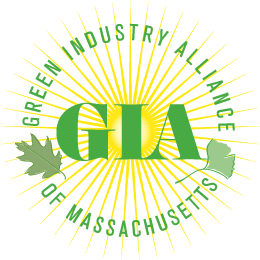 GREEN INDUSTRY ALLIANCE
GIA
OF MASSACHUSETTS